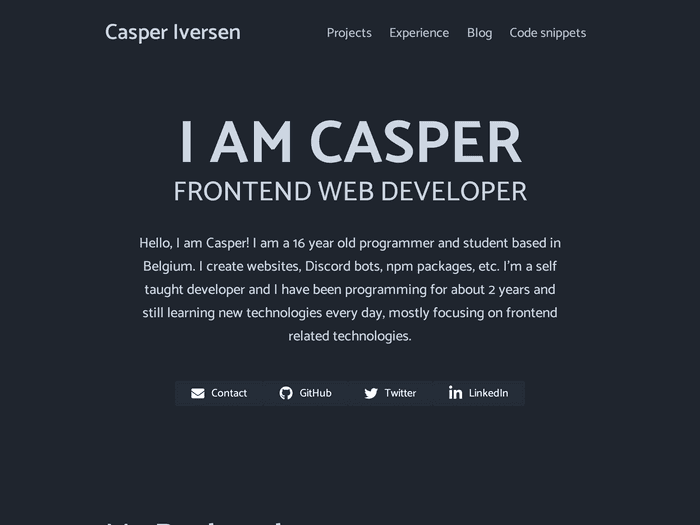 Casper Iversen
Projects
Experience
Blog
Code snippets
I AM CASPER
FRONTEND WEB DEVELOPER
Hello, I am Casper! I am a 16 year old programmer and student based in
Belgium. I create websites, Discord bots, npm packages, etc. I'm a self
taught developer and I have been programming for about 2 years and
still learning new technologies every day, mostly focusing on frontend
related technologies.
Contact
GitHub
Twitter
LinkedIn